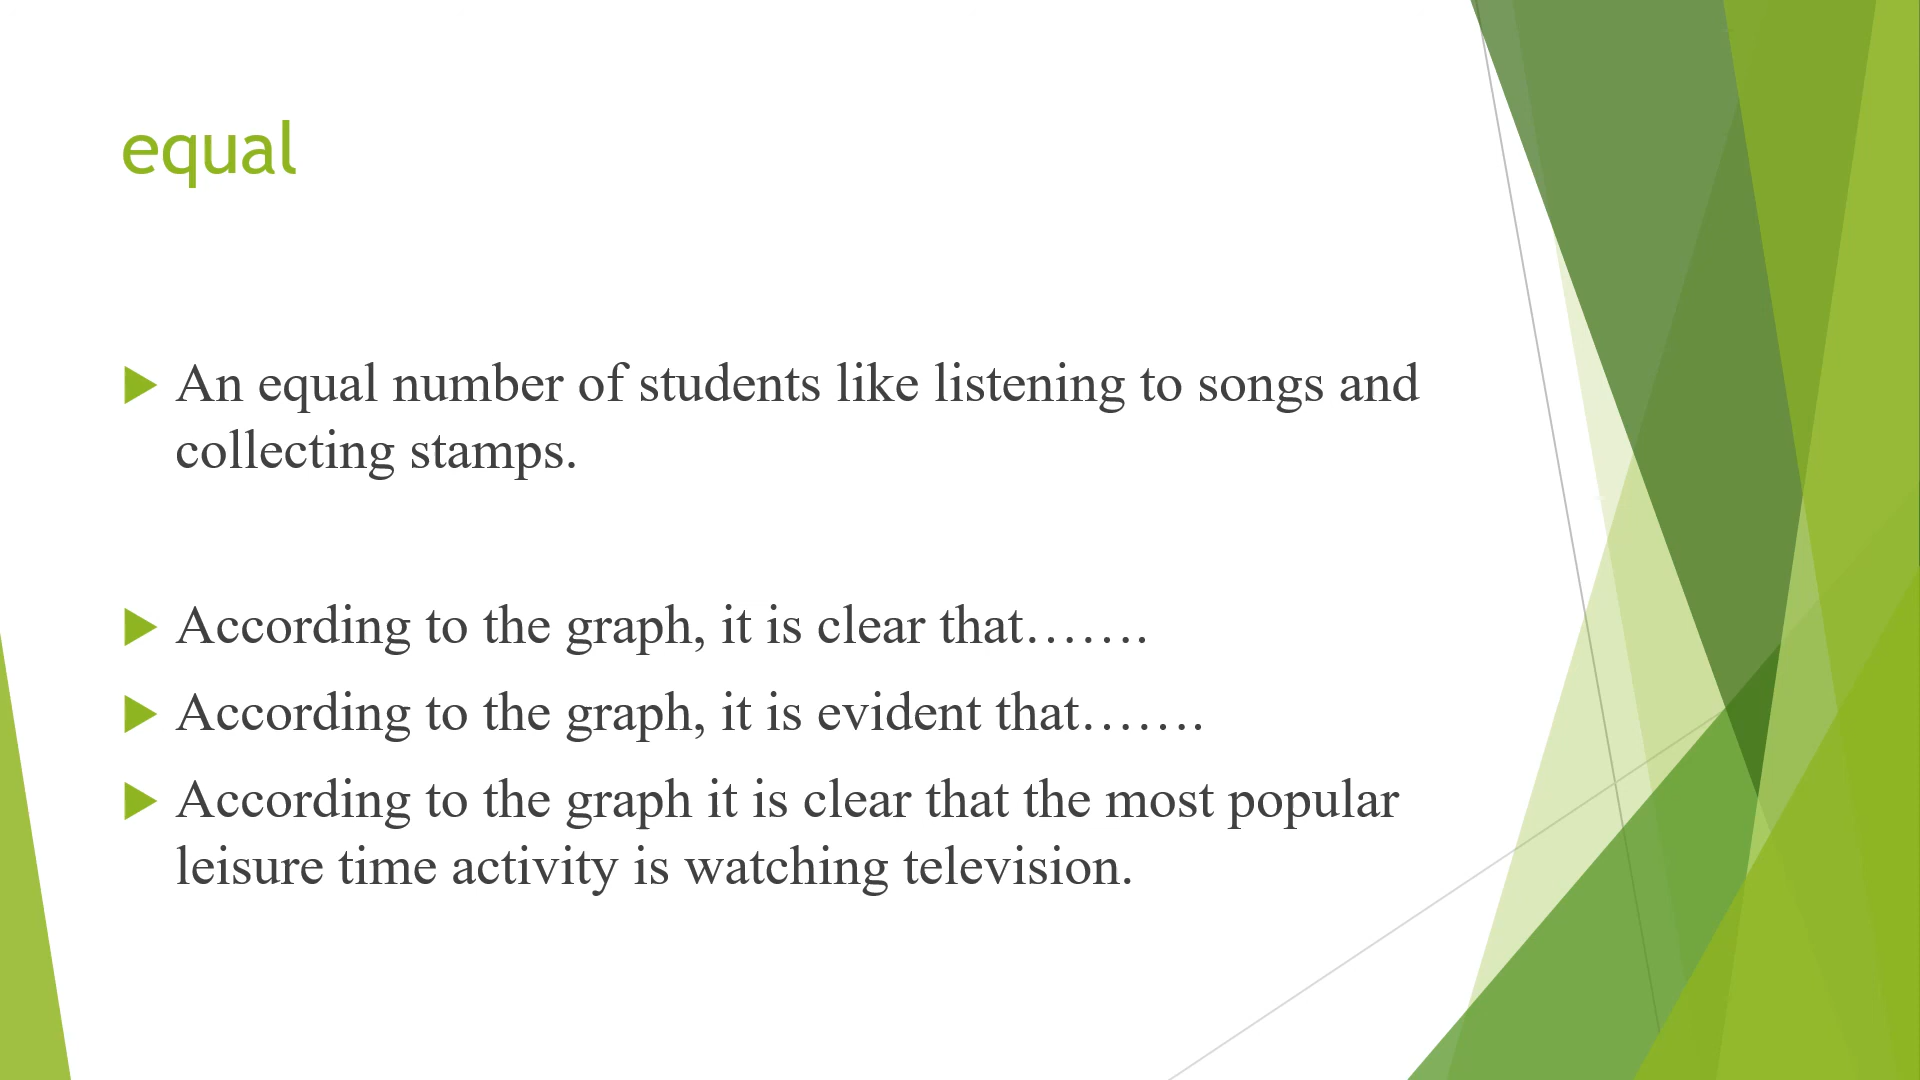 equal
An equal number of students like listening to songs and
collecting stamps.
According to the graph, it is clear that…….
According to the graph, it is evident that…….
According to the graph it is clear that the most popular
leisure time activity is watching television.